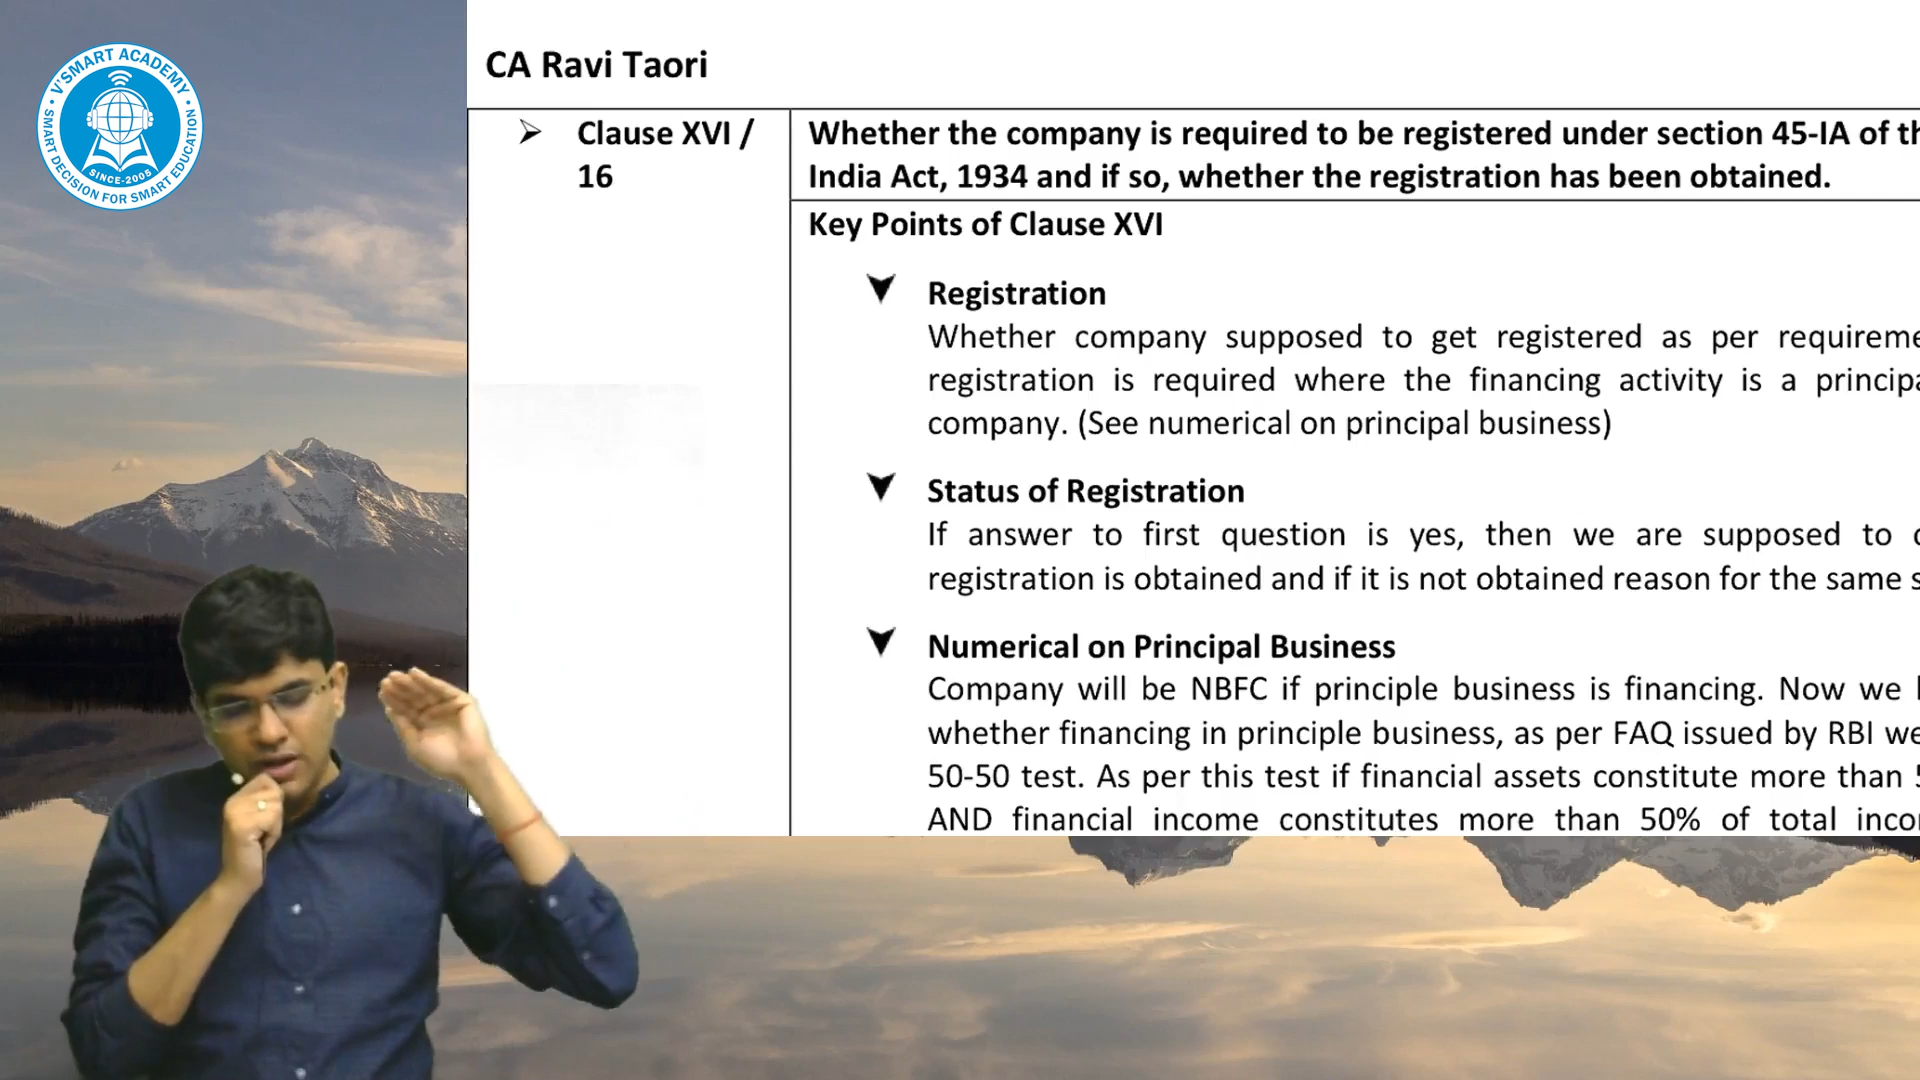 V'SMART ACADEMY
SMART DECISION FOR SMART EDUCATION
SINCE-2005
CA Ravi Taori
Clause XVI /
16
Whether the company is required to be registered under section 45-IA of
India Act, 1934 and if so, whether the registration has been obtained.
Key Points of Clause XVI
Registration
Whether company supposed to get registered as per
registration is required where the financing activity is a
company. (See numerical on principal business)
Status of Registration
If answer to first question is yes, then we are supposed to
registration is obtained and if it is not obtained reason for the same
Numerical on Principal Business
Company will be NBFC if principle business is financing. Now we
whether financing in principle business, as per FAQ issued by RBI
50-50 test. As per this test if financial assets constitute more than
AND financial income constitutes more than 50% of total